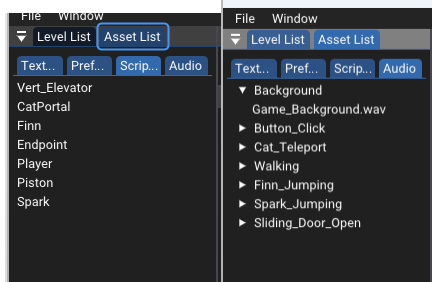 File Window
Level List Asset List
Text... Pref... Scrip... Audio
Vert_Elevator
CatPortal
Finn
Endpoint
Player
Piston
Spark
File Window
Level List Asset List
Text... Pref... Scrip... Audio
Background
Game_Background.wav
Button_Click
Cat_Teleport
Walking
Finn_Jumping
Spark_Jumping
Sliding_Door_Open